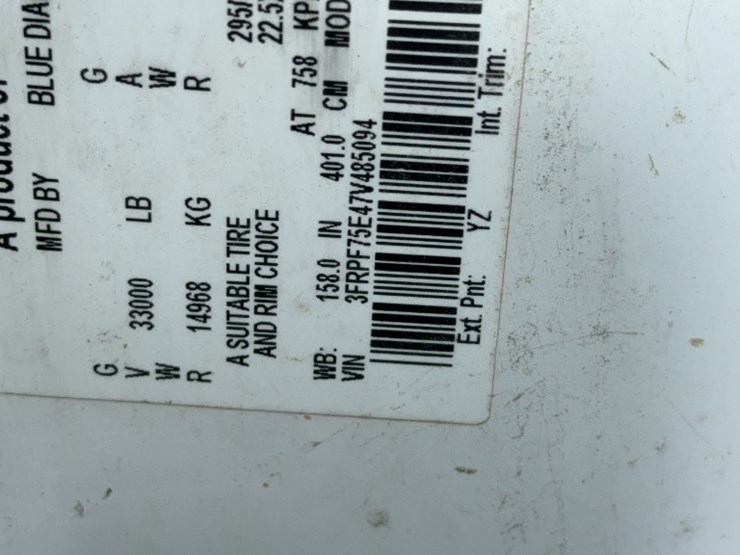 A product of
MFD BY BLUE DIA
G V W R G A W R
33000 LB
14968 KG
A SUITABLE TIRE 295/
AND RIM CHOICE 22.5
AT 758 KP
WB: 158.0 IN 401.0 CM MOD
VIN 3FRPF75E47V485094
Ext. Pnt: YZ Int. Trim: